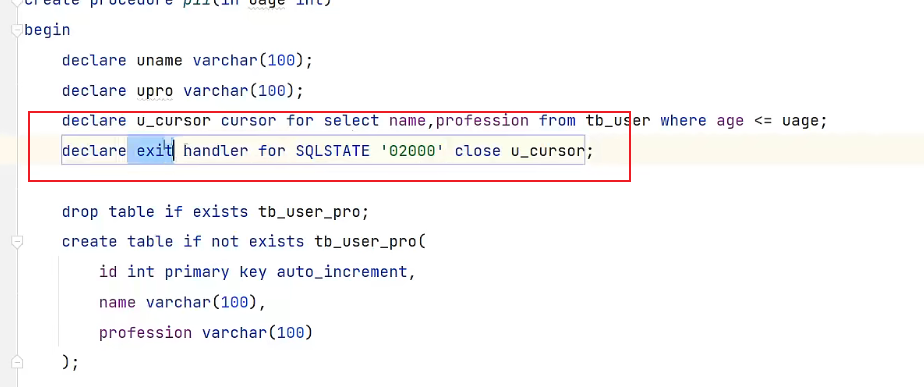 create procedure p11(in uage int)
begin
declare uname varchar(100);
declare upro varchar(100);
declare u_cursor cursor for select name,profession from tb_user where age <= uage;
declare exit handler for SQLSTATE '02000' close u_cursor;
drop table if exists tb_user_pro;
create table if not exists tb_user_pro(
id int primary key auto_increment,
name varchar(100),
profession varchar(100)
);